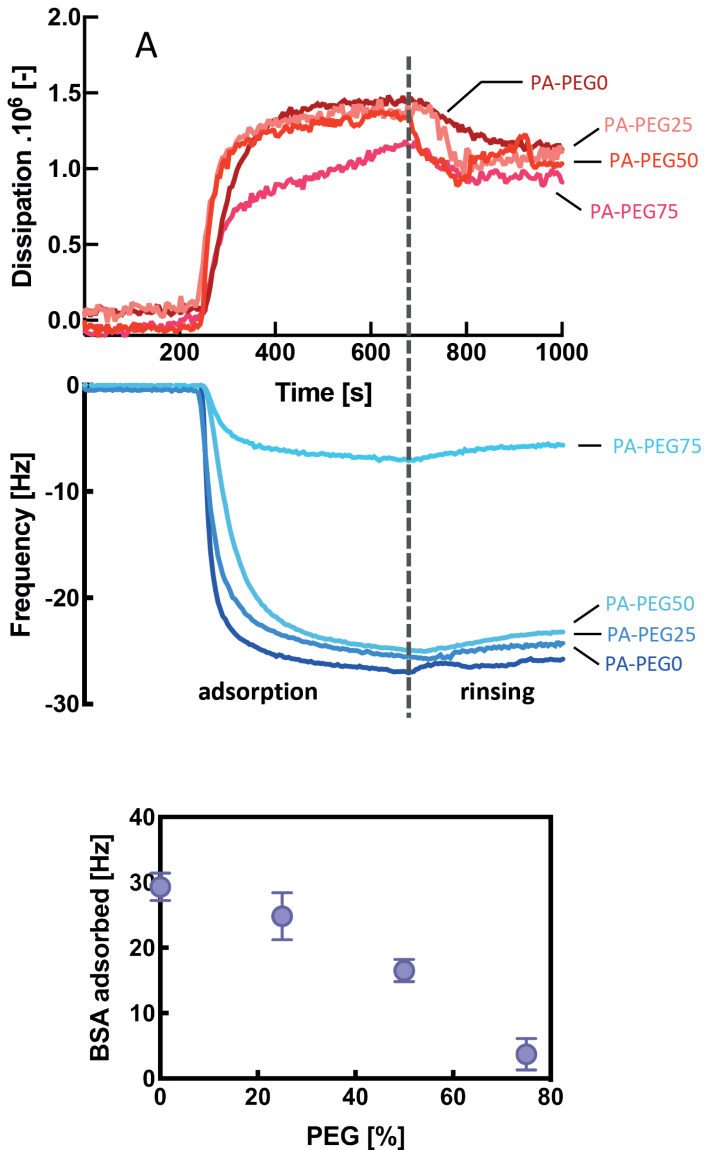 A
2.0
1.5
1.0
0.5
0.0
Dissipation .10⁶ [-]
PA-PEG0
PA-PEG25
PA-PEG50
PA-PEG75
200 400 600 800 1000
Time [s]
0
-10
-20
-30
Frequency [Hz]
PA-PEG75
PA-PEG50
PA-PEG25
PA-PEG0
adsorption rinsing
40
30
20
10
0
BSA adsorbed [Hz]
0 20 40 60 80
PEG [%]